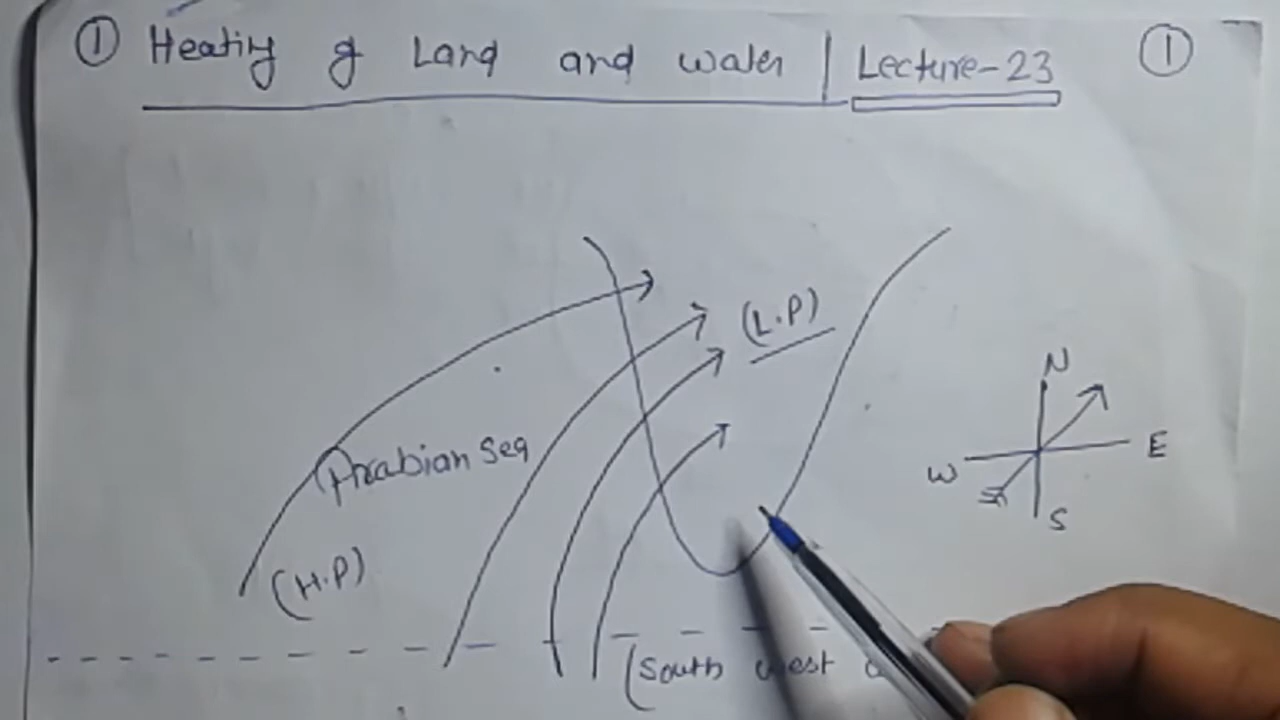 ① Heating of Land and water | Lecture-23 ①
(L.P)
N
Arabian Sea
W E
S
(H.P)
(South west